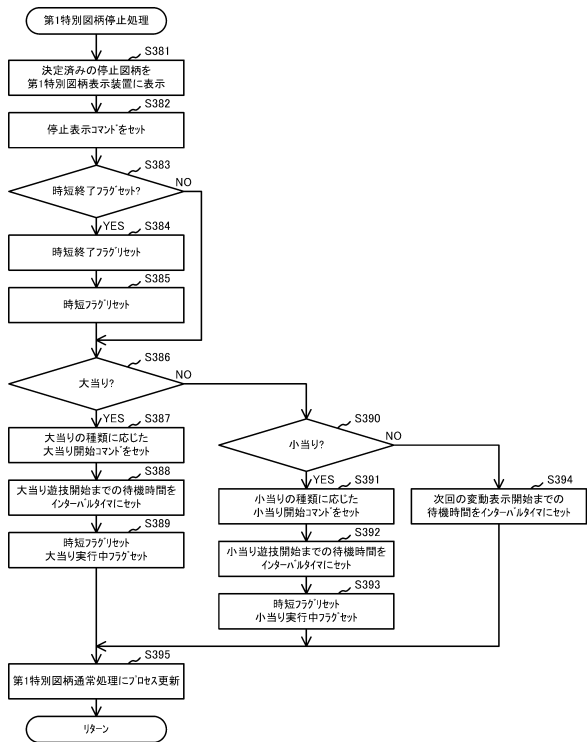 第1特別図柄停止処理
S381
決定済みの停止図柄を
第1特別図柄表示装置に表示
S382
停止表示コマンドをセット
S383
時短終了フラグセット?
NO
YES
S384
時短終了フラグリセット
S385
時短フラグリセット
S386
大当り?
NO
YES
S387
大当りの種類に応じた
大当り開始コマンドをセット
S388
大当り遊技開始までの待機時間を
インターバルタイマにセット
S389
時短フラグリセット
大当り実行中フラグセット
S390
小当り?
NO
YES
S391
小当りの種類に応じた
小当り開始コマンドをセット
S392
小当り遊技開始までの待機時間を
インターバルタイマにセット
S393
時短フラグリセット
小当り実行中フラグセット
S394
次回の変動表示開始までの
待機時間をインターバルタイマにセット
S395
第1特別図柄通常処理にプロセス更新
リターン